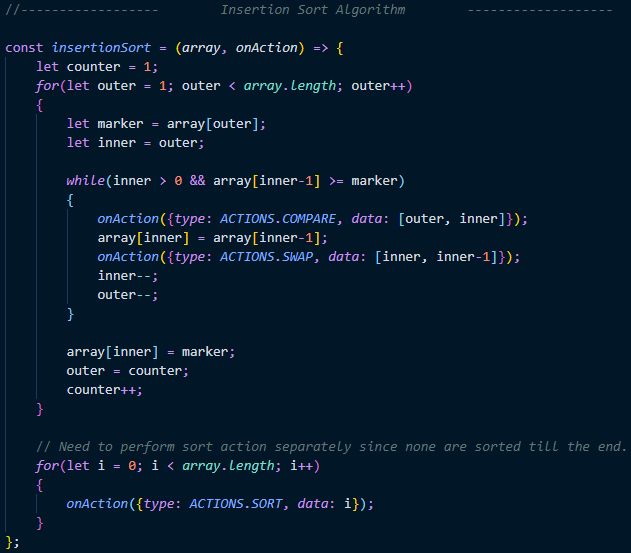 //------------------       Insertion Sort Algorithm        -------------------

const insertionSort = (array, onAction) => {
    let counter = 1;
    for(let outer = 1; outer < array.length; outer++)
    {
        let marker = array[outer];
        let inner = outer;

        while(inner > 0 && array[inner-1] >= marker)
        {
            onAction({type: ACTIONS.COMPARE, data: [outer, inner]});
            array[inner] = array[inner-1];
            onAction({type: ACTIONS.SWAP, data: [inner, inner-1]});
            inner--;
            outer--;
        }

        array[inner] = marker;
        outer = counter;
        counter++;
    }

    // Need to perform sort action separately since none are sorted till the end.
    for(let i = 0; i < array.length; i++)
    {
        onAction({type: ACTIONS.SORT, data: i});
    }
};